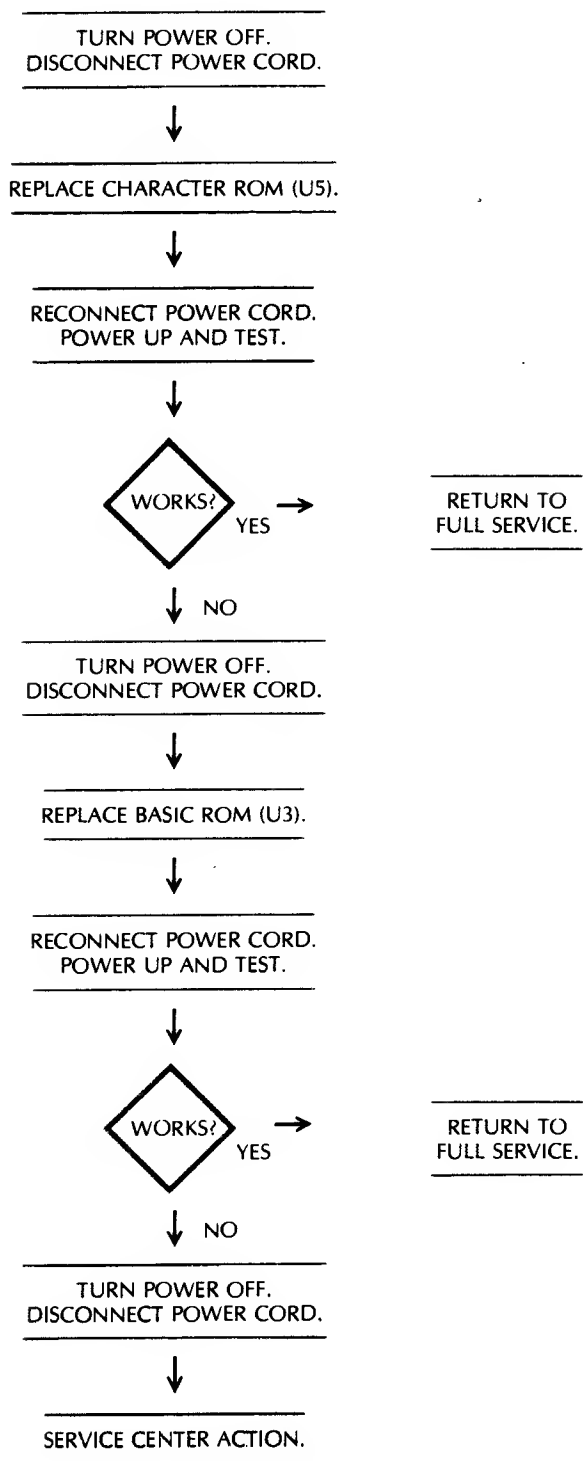 TURN POWER OFF.
DISCONNECT POWER CORD.
REPLACE CHARACTER ROM (U5).
RECONNECT POWER CORD.
POWER UP AND TEST.
WORKS?
YES
RETURN TO
FULL SERVICE.
NO
TURN POWER OFF.
DISCONNECT POWER CORD.
REPLACE BASIC ROM (U3).
RECONNECT POWER CORD.
POWER UP AND TEST.
WORKS?
YES
RETURN TO
FULL SERVICE.
NO
TURN POWER OFF.
DISCONNECT POWER CORD.
SERVICE CENTER ACTION.